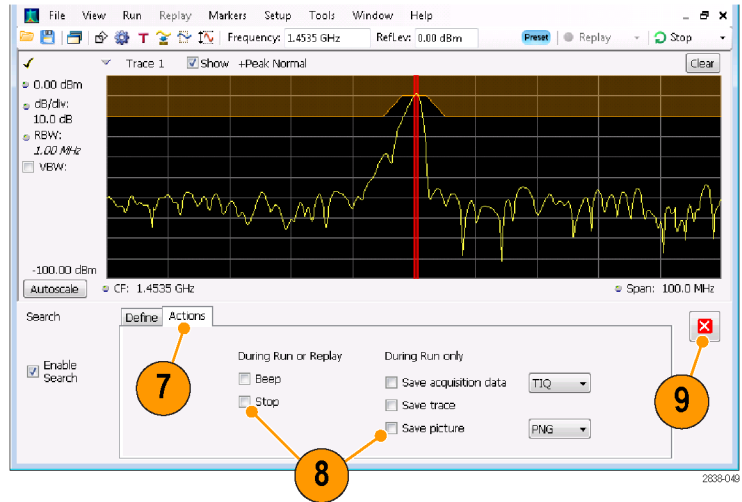 File View Run Replay Markers Setup Tools Window Help
T Frequency: 1.4535 GHz RefLev: 0.00 dBm Preset Replay Stop
Trace 1 Show +Peak Normal Clear
0.00 dBm
dB/div:
10.0 dB
RBW:
1.00 MHz
VBW:
-100.00 dBm
Autoscale CF: 1.4535 GHz Span: 100.0 MHz
Search Define Actions
During Run or Replay During Run only
Enable
Search
Beep Save acquisition data TIQ
Stop Save trace
Save picture PNG
7
8
9
2838-049